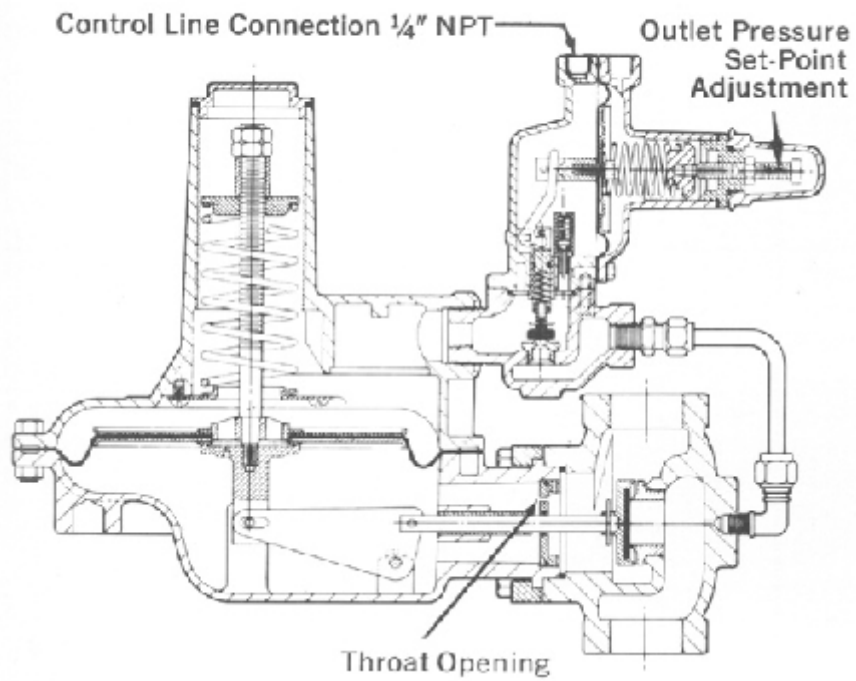 Control Line Connection ¼" NPT
Outlet Pressure
Set-Point
Adjustment
Throat Opening